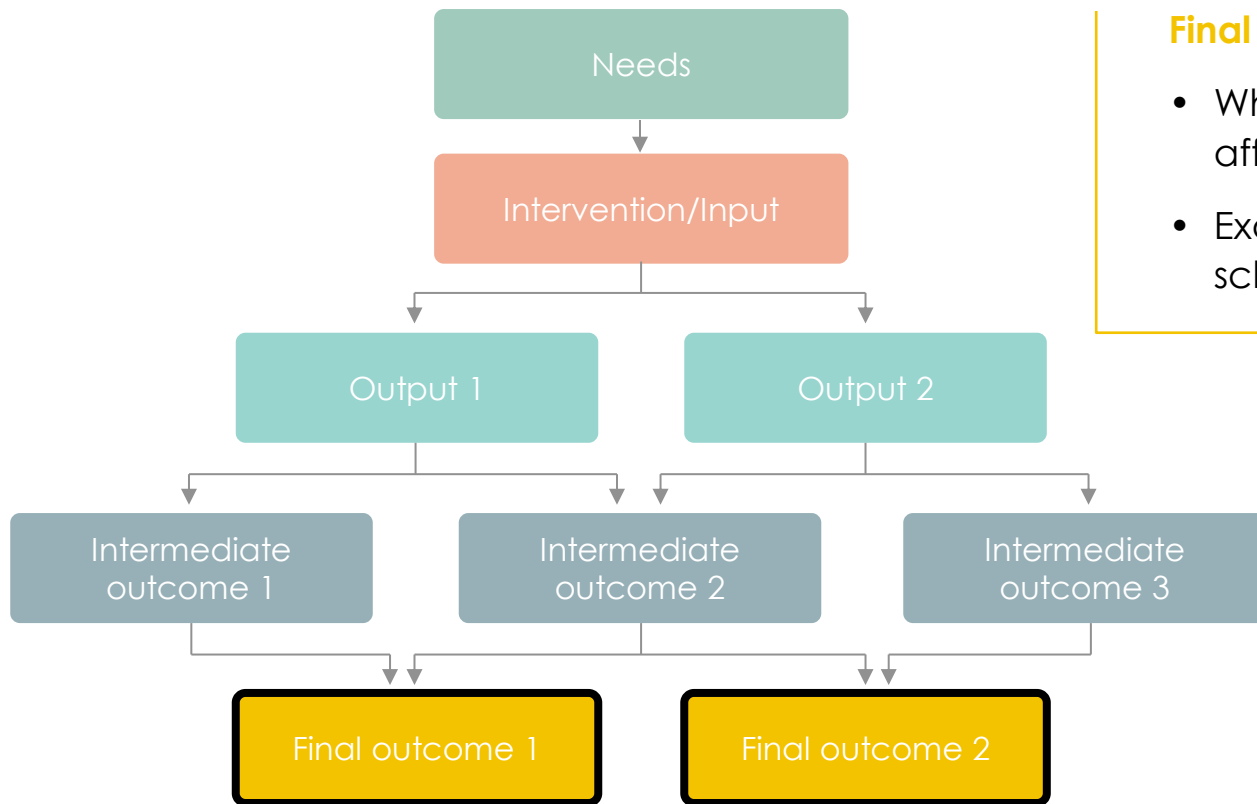 Needs
Final
Intervention/Input
Output 1
Output 2
Intermediate
outcome 1
Intermediate
outcome 2
Intermediate
outcome 3
Final outcome 1
Final outcome 2